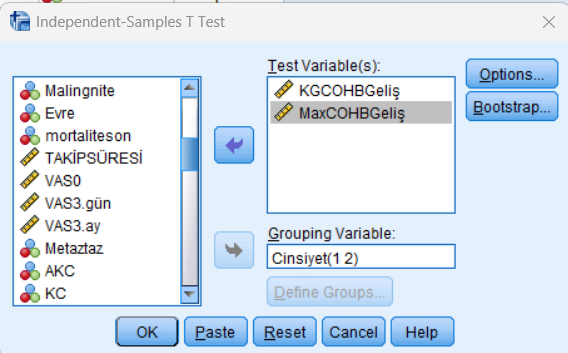 Independent-Samples T Test
Malingnite
Evre
mortaliteson
TAKİPSÜRESİ
VAS0
VAS3.gün
VAS3.ay
Metaztaz
AKC
KC
Test Variable(s):
KGCOHBGeliş
MaxCOHBGeliş
Grouping Variable:
Cinsiyet(1 2)
Define Groups...
Options...
Bootstrap...
OK
Paste
Reset
Cancel
Help